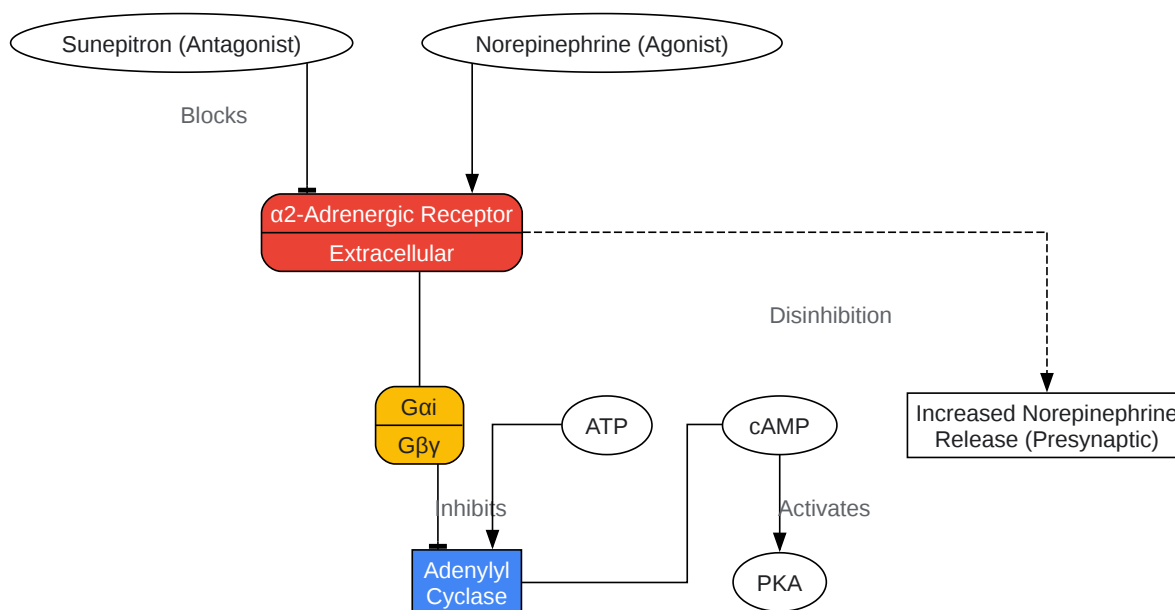 Sunepitron (Antagonist)
Norepinephrine (Agonist)
Blocks
α2-Adrenergic Receptor
Extracellular
Disinhibition
Gαi
Gβγ
ATP
cAMP
Increased Norepinephrine
Release (Presynaptic)
Inhibits
Activates
Adenylyl
Cyclase
PKA